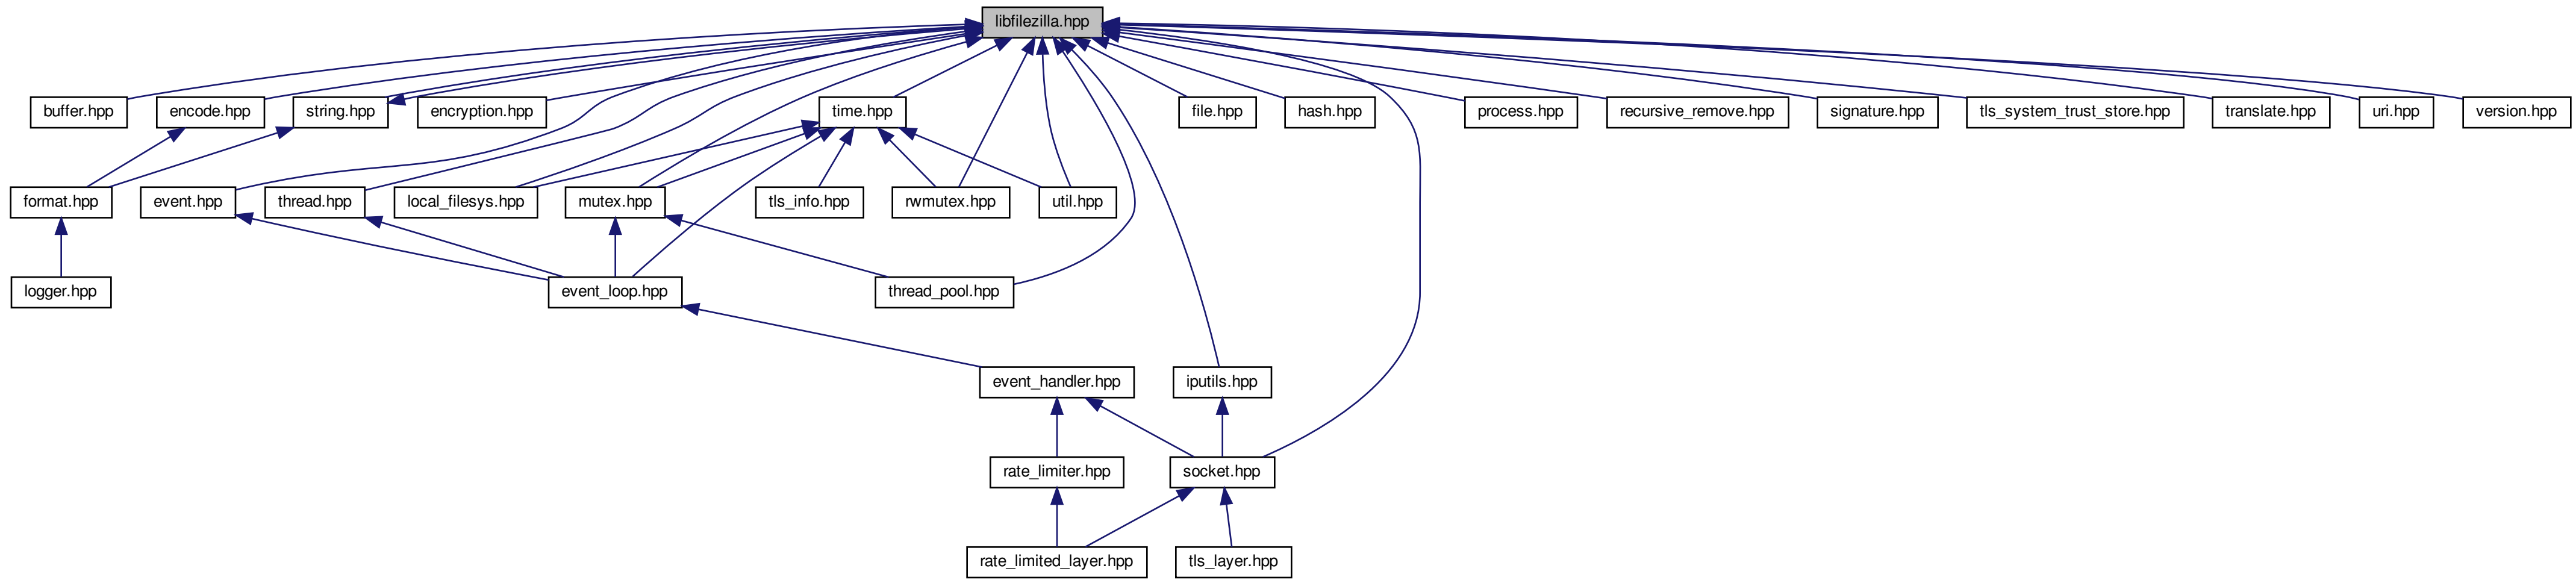 libfilezilla.hpp
buffer.hpp
encode.hpp
string.hpp
encryption.hpp
time.hpp
file.hpp
hash.hpp
process.hpp
recursive_remove.hpp
signature.hpp
tls_system_trust_store.hpp
translate.hpp
uri.hpp
version.hpp
format.hpp
event.hpp
thread.hpp
local_filesys.hpp
mutex.hpp
tls_info.hpp
rwmutex.hpp
util.hpp
logger.hpp
event_loop.hpp
thread_pool.hpp
event_handler.hpp
iputils.hpp
rate_limiter.hpp
socket.hpp
rate_limited_layer.hpp
tls_layer.hpp